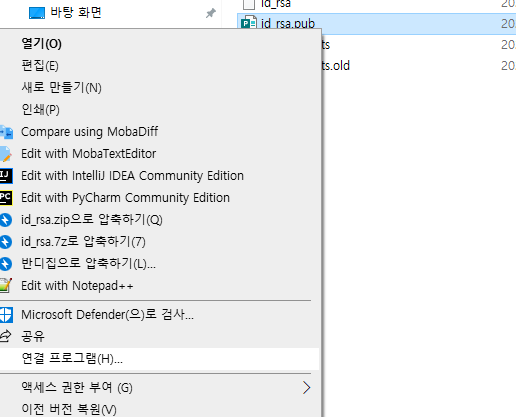 바탕 화면
id_rsa
20
id_rsa.pub
20
ts
20
ts.old
20
열기(O)
편집(E)
새로 만들기(N)
인쇄(P)
Compare using MobaDiff
Edit with MobaTextEditor
IJ Edit with IntelliJ IDEA Community Edition
PC Edit with PyCharm Community Edition
id_rsa.zip으로 압축하기(Q)
id_rsa.7z로 압축하기(7)
반디집으로 압축하기(L)...
Edit with Notepad++
Microsoft Defender(으)로 검사...
공유
연결 프로그램(H)...
액세스 권한 부여 (G)
이전 버전 복원(V)